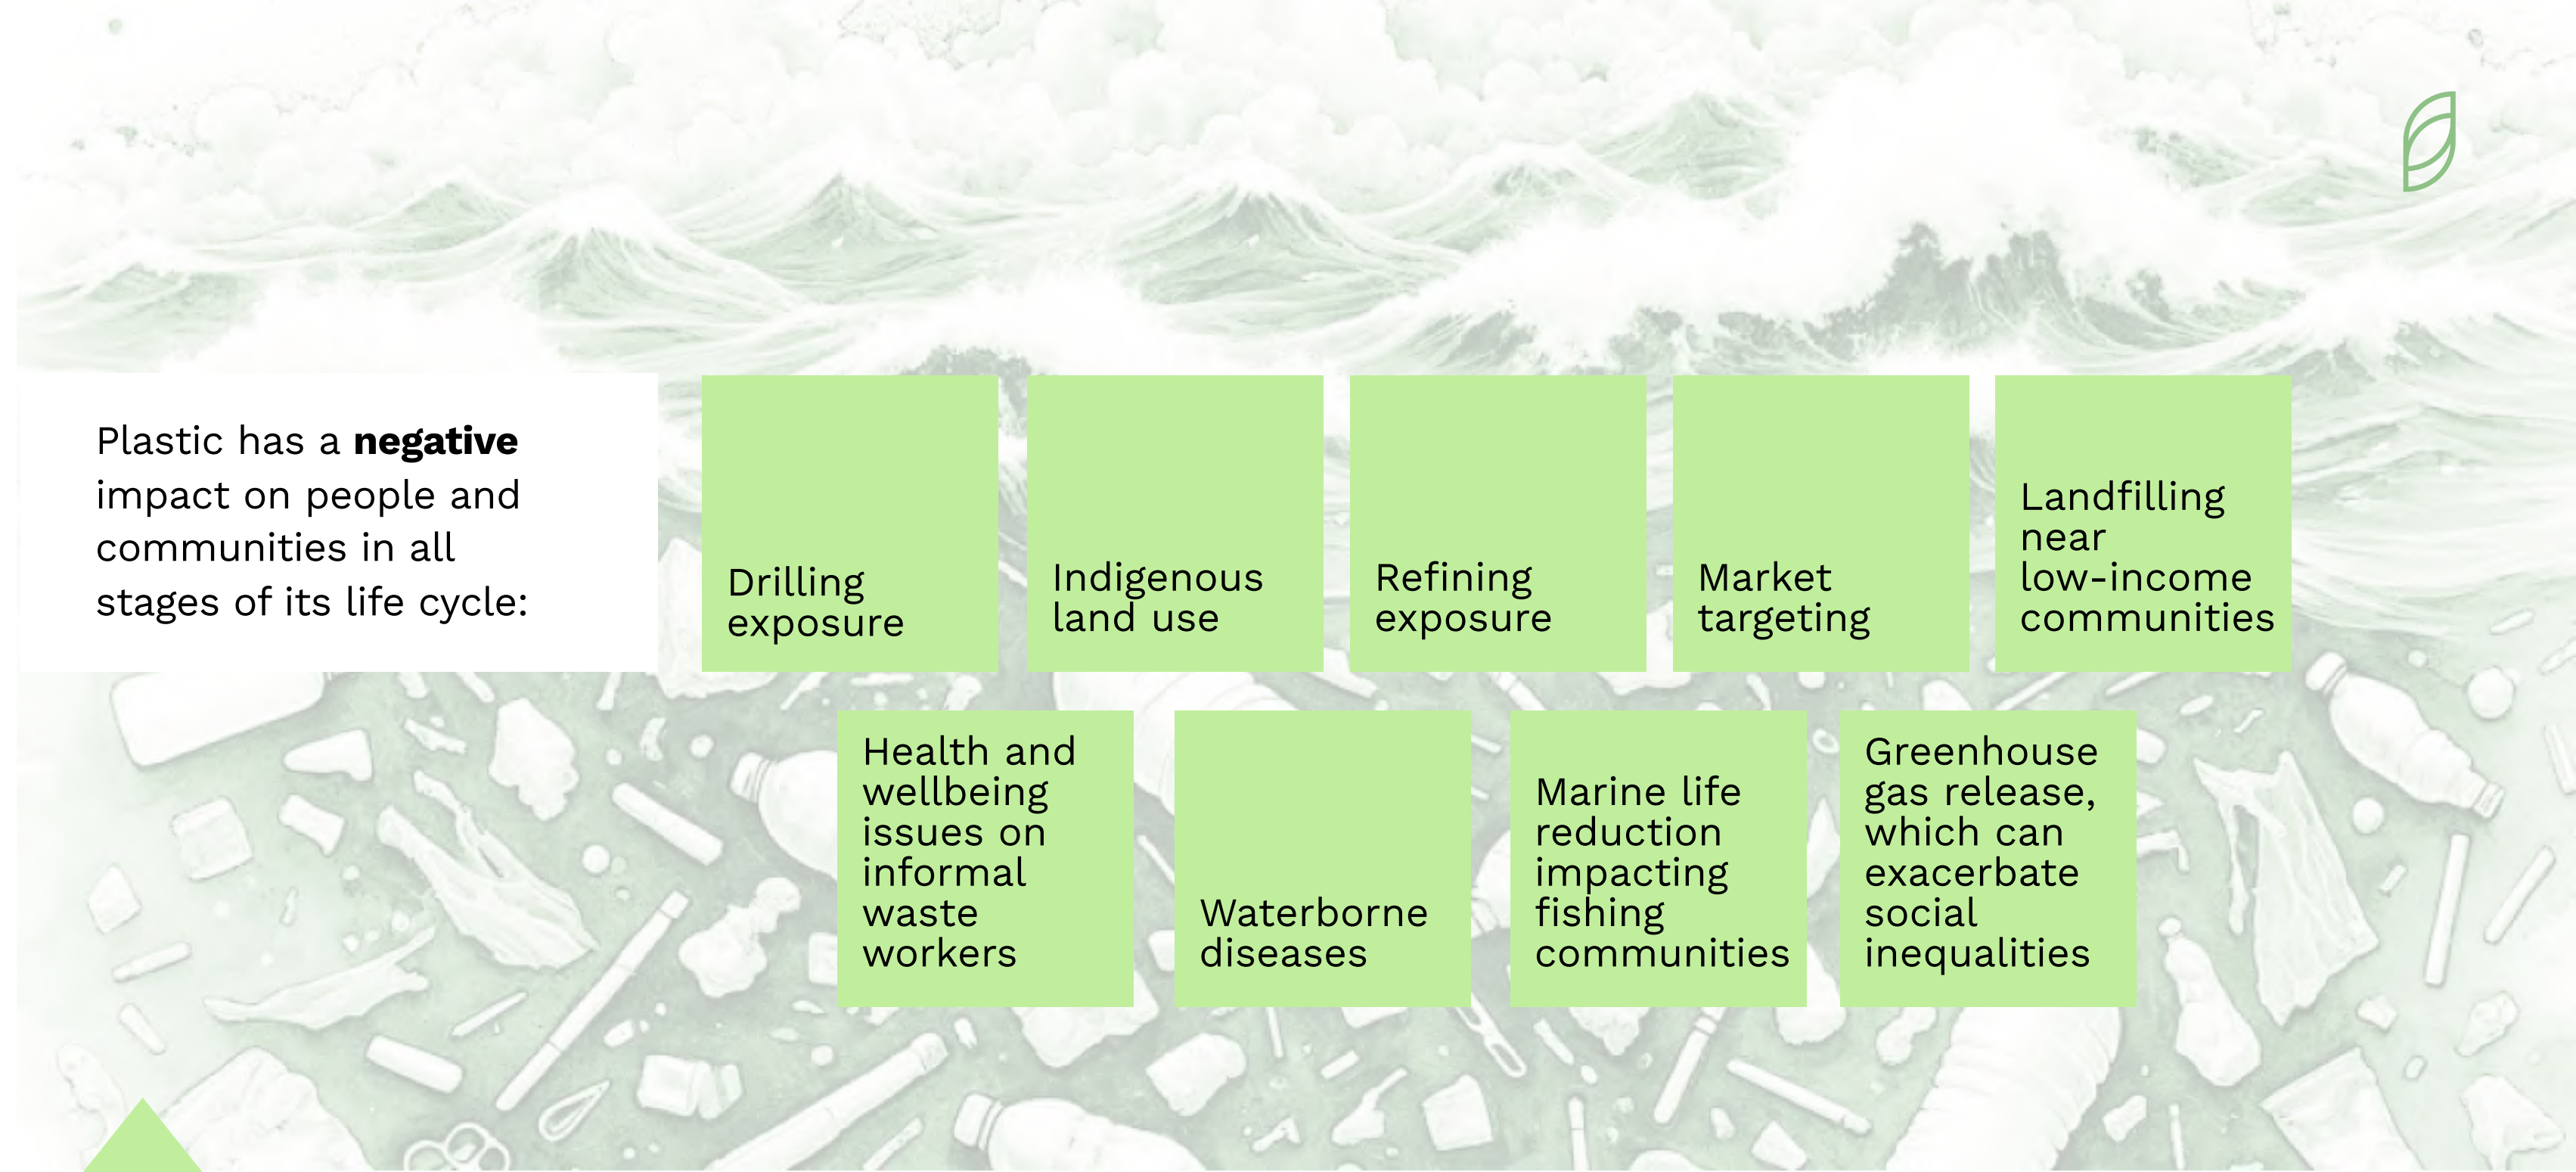 Plastic has a negative
impact on people and
communities in all
stages of its life cycle:
Drilling
exposure
Indigenous
land use
Refining
exposure
Market
targeting
Landfilling
near
low-income
communities
Health and
wellbeing
issues on
informal
waste
workers
Waterborne
diseases
Marine life
reduction
impacting
fishing
communities
Greenhouse
gas release,
which can
exacerbate
social
inequalities